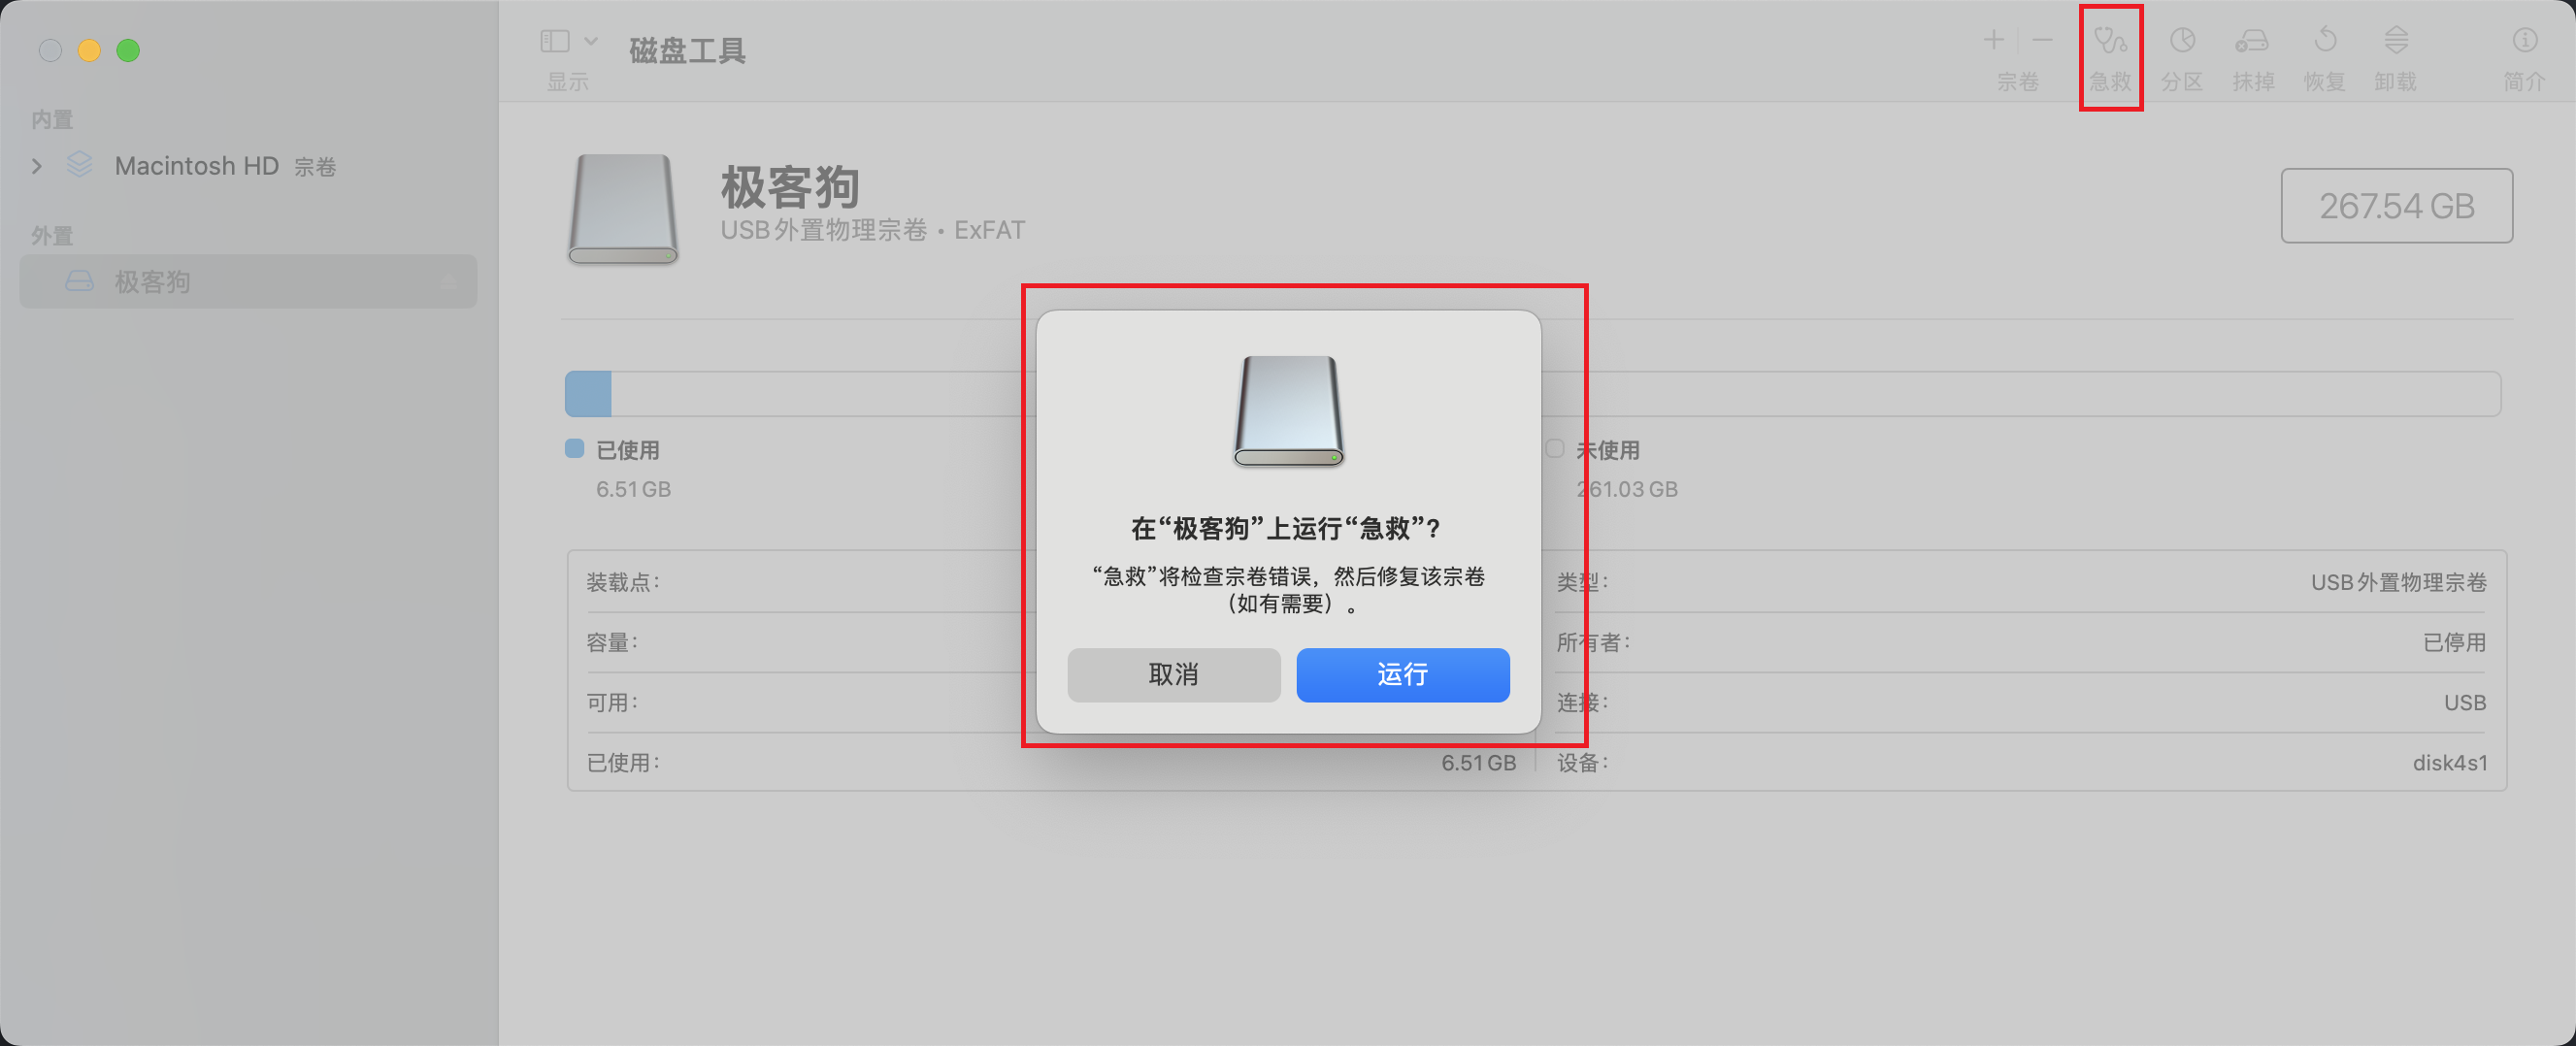 显示
磁盘工具
宗卷
急救
分区
抹掉
恢复
卸载
简介
内置
Macintosh HD 宗卷
外置
极客狗
极客狗
USB外置物理宗卷 • ExFAT
267.54 GB
已使用
6.51 GB
未使用
261.03 GB
在“极客狗”上运行“急救”？
“急救”将检查宗卷错误，然后修复该宗卷
（如有需要）。
取消
运行
装载点：
类型：
USB外置物理宗卷
容量：
所有者：
已停用
可用：
连接：
USB
已使用：
6.51 GB
设备：
disk4s1